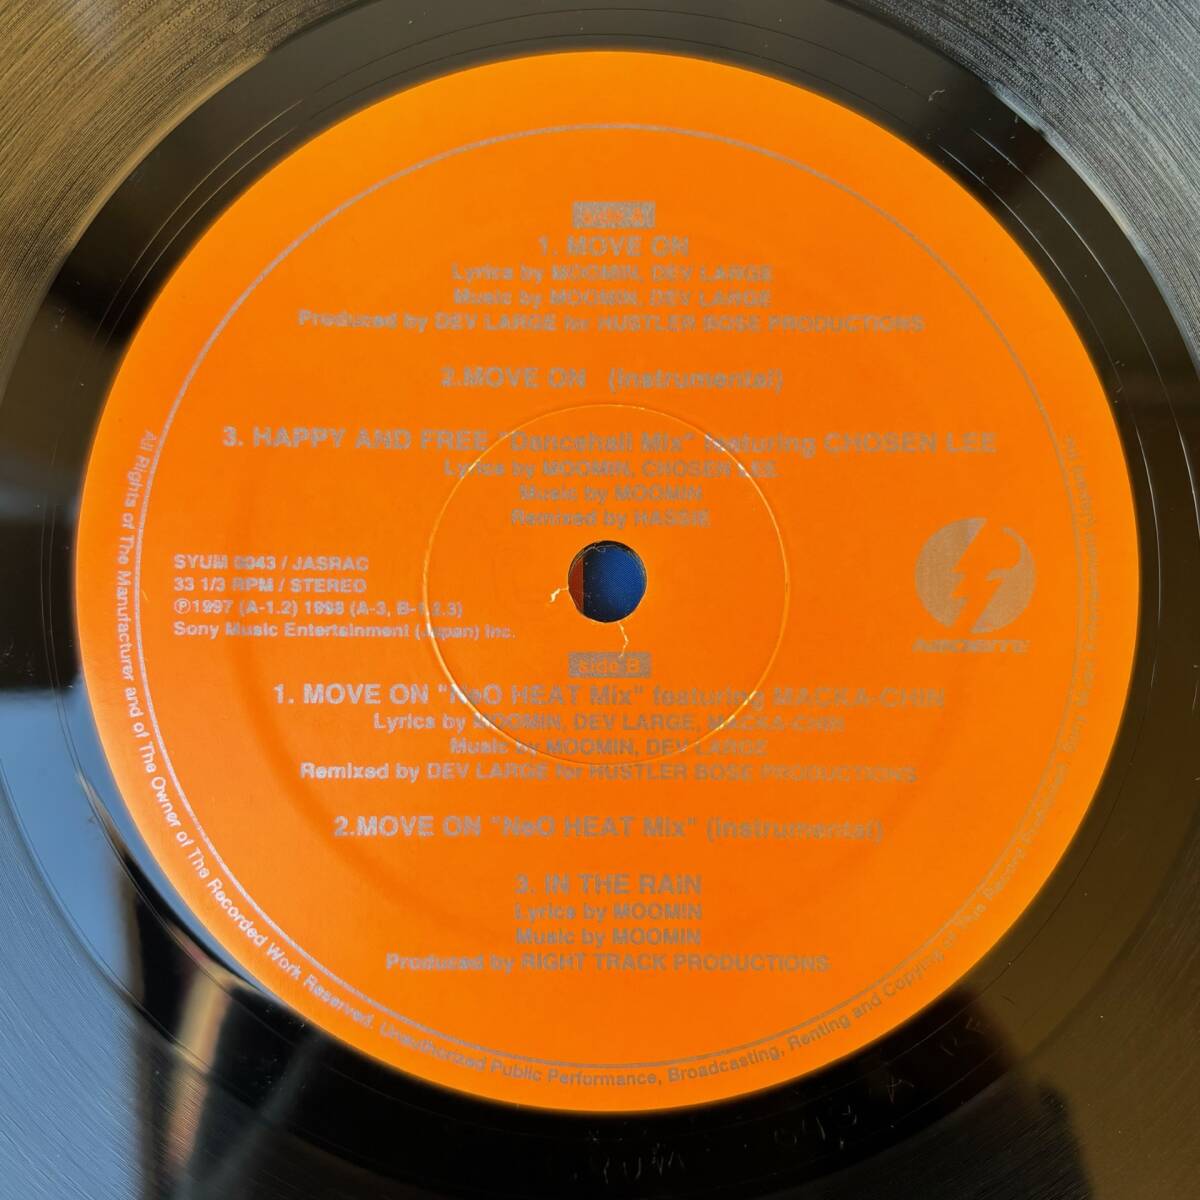 side A
1. MOVE ON
Lyrics by MOOMIN, DEV LARGE
Music by MOOMIN, DEV LARGE
Produced by DEV LARGE for HUSTLER BOSE PRODUCTIONS
2.MOVE ON (instrumental)
3. HAPPY AND FREE "Dancehall Mix" featuring CHOSEN LEE
Lyrics by MOOMIN, CHOSEN LEE
Music by MOOMIN
Remixed by HASSIE
SYUM 0043 / JASRAC
33 1/3 RPM / STEREO
Ⓟ1997 (A-1.2) 1998 (A-3, B-1.2.3)
Sony Music Entertainment (Japan) Inc.
side B
1. MOVE ON "NeO HEAT Mix" featuring MACKA-CHIN
Lyrics by MOOMIN, DEV LARGE, MACKA-CHIN
Music by MOOMIN, DEV LARGE
Remixed by DEV LARGE for HUSTLER BOSE PRODUCTIONS
2.MOVE ON "NeO HEAT Mix" (instrumental)
3. IN THE RAIN
Lyrics by MOOMIN
Music by MOOMIN
Produced by RIGHT TRACK PRODUCTIONS
All Rights of The Manufacturer and of The Owner of The Recorded Work Reserved. Unauthorized Public Performance, Broadcasting, Renting and Copying of This Record Prohibited. Sony Music Entertainment (Japan) Inc.